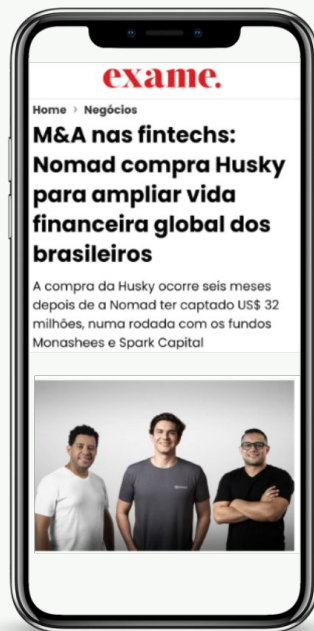 exame.
Home > Negócios
M&A nas fintechs:
Nomad compra Husky
para ampliar vida
financeira global dos
brasileiros
A compra da Husky ocorre seis meses
depois de a Nomad ter captado US$ 32
milhões, numa rodada com os fundos
Monashees e Spark Capital